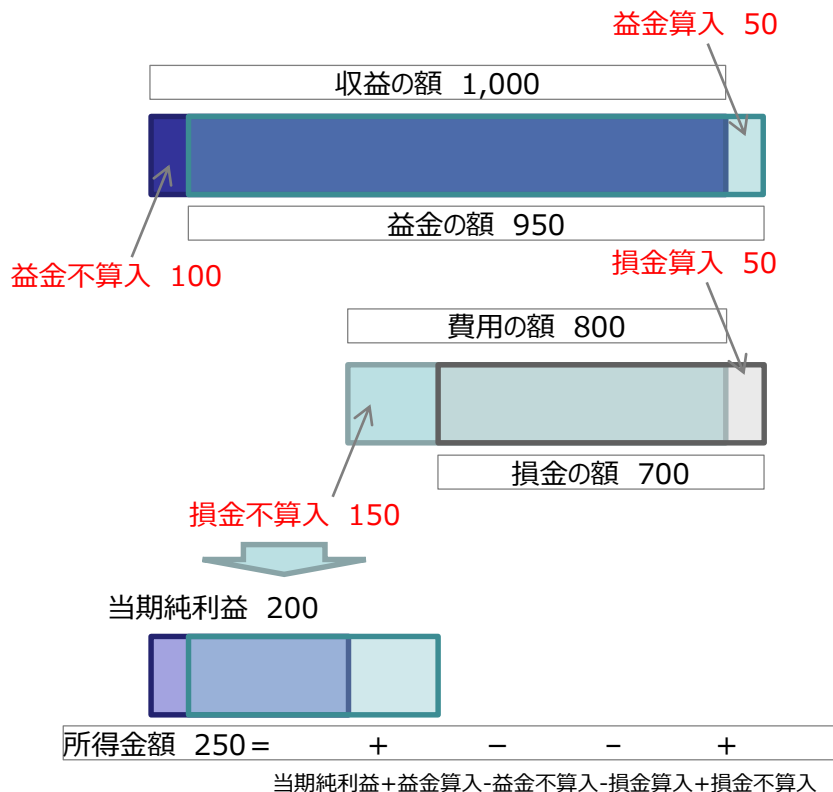 益金算入 50
収益の額 1,000
益金の額 950
益金不算入 100
損金算入 50
費用の額 800
損金の額 700
損金不算入 150
当期純利益 200
所得金額 250= + − − +
当期純利益+益金算入-益金不算入-損金算入+損金不算入